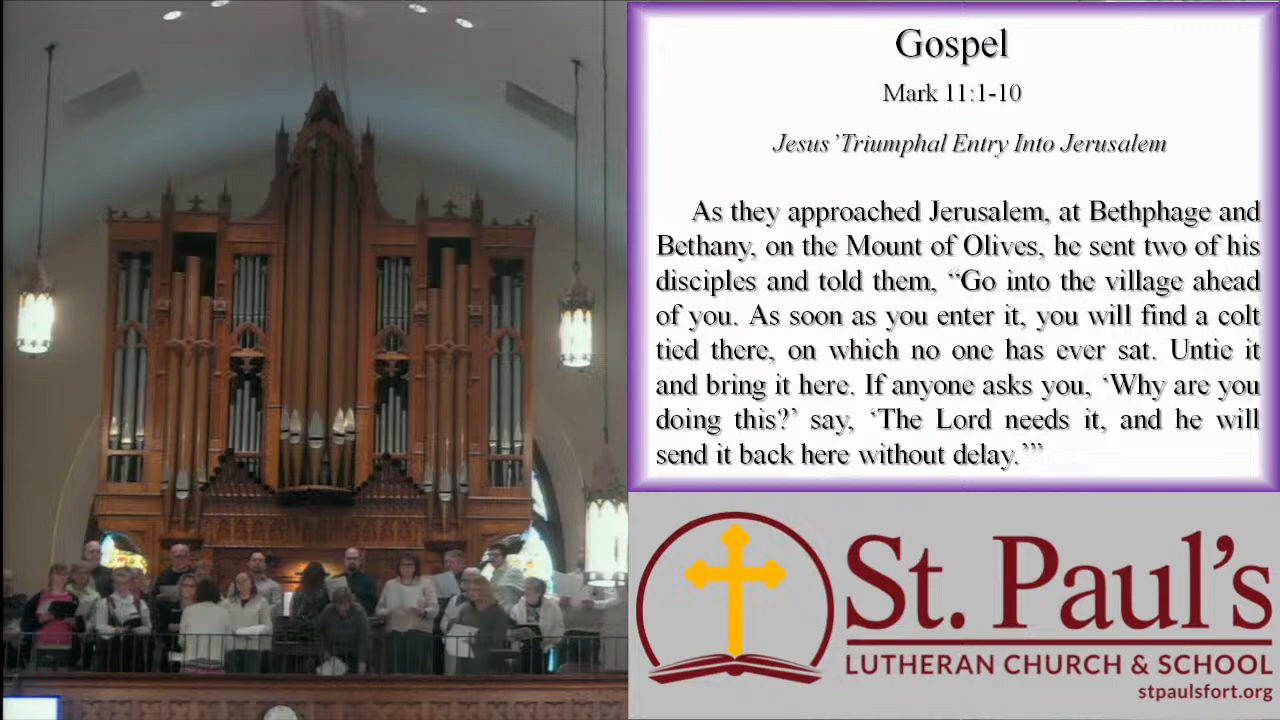 Gospel
Mark 11:1-10
Jesus’ Triumphal Entry Into Jerusalem
As they approached Jerusalem, at Bethphage and
Bethany, on the Mount of Olives, he sent two of his
disciples and told them, “Go into the village ahead
of you. As soon as you enter it, you will find a colt
tied there, on which no one has ever sat. Untie it
and bring it here. If anyone asks you, ‘Why are you
doing this?’ say, ‘The Lord needs it, and he will
send it back here without delay.’”
St. Paul’s
LUTHERAN CHURCH & SCHOOL
stpaulsfort.org